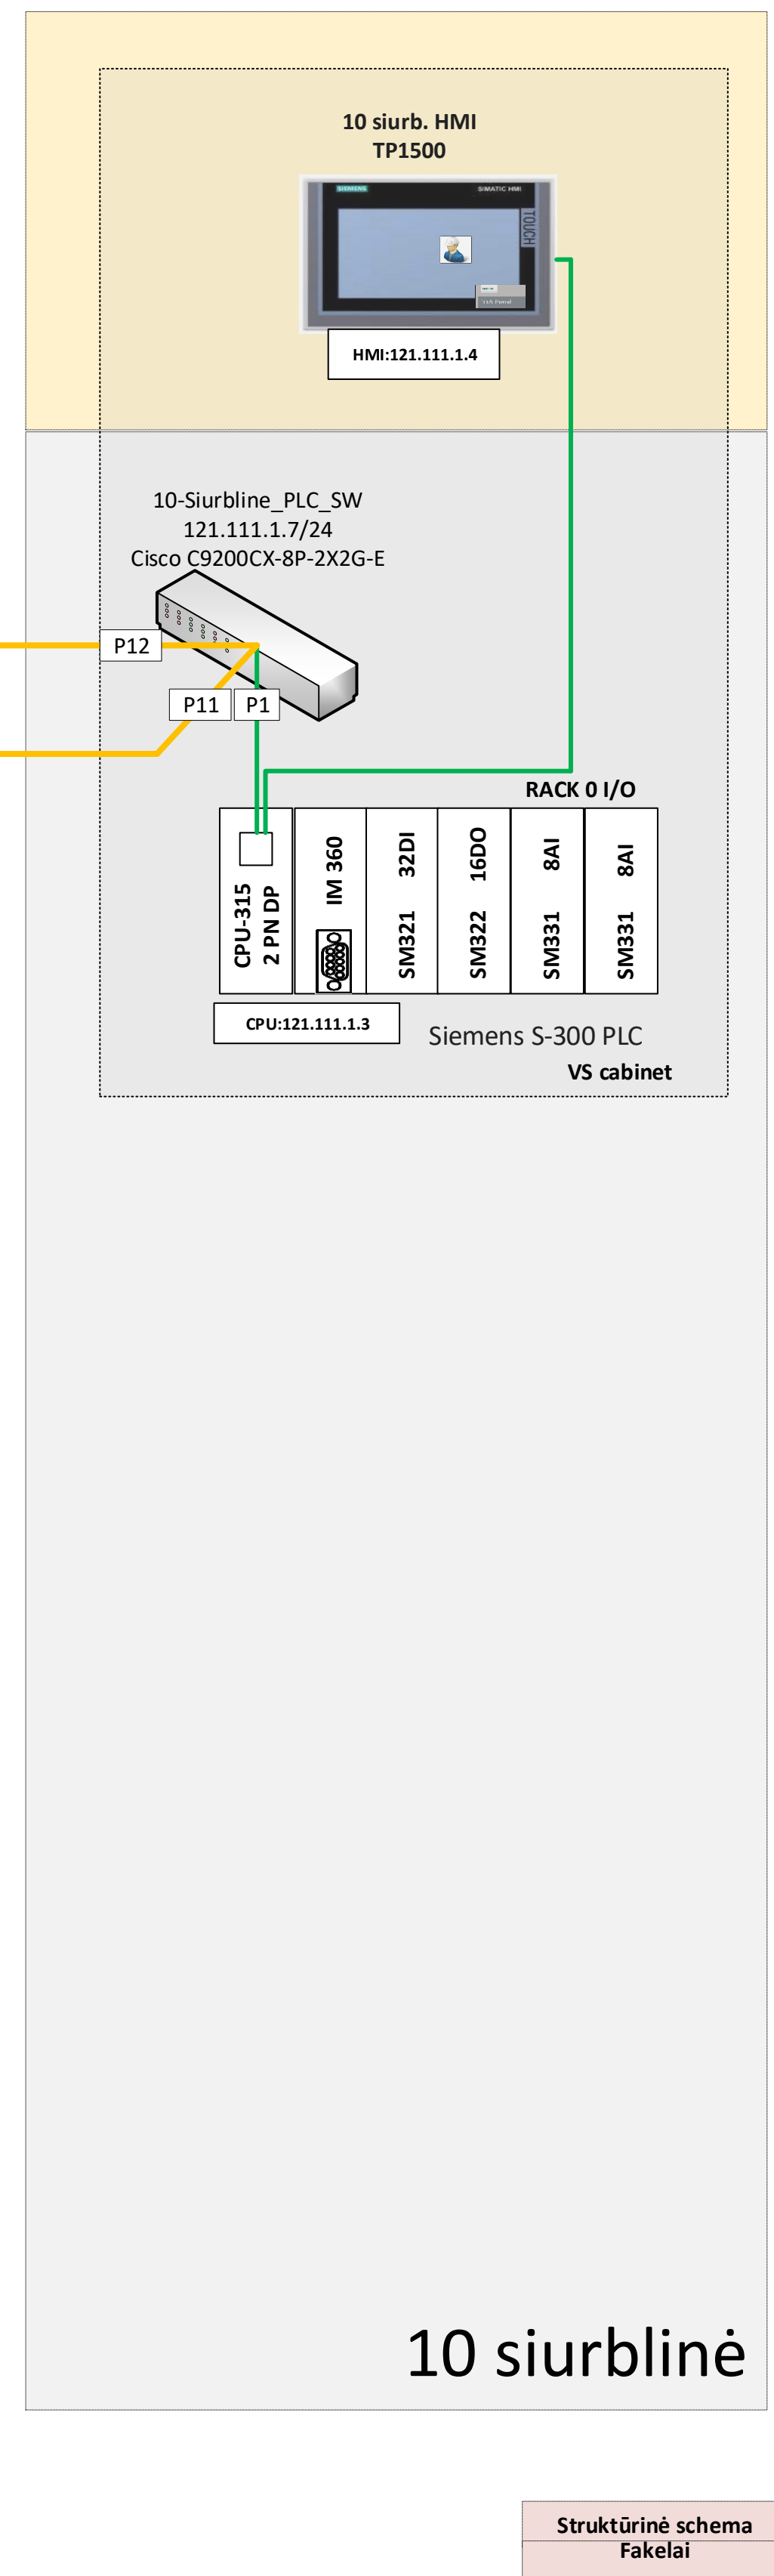 10 siurb. HMI
TP1500
SIEMENS
SIMATIC HMI
TOUCH
HMI:121.111.1.4
10-Siurbline_PLC_SW
121.111.1.7/24
Cisco C9200CX-8P-2X2G-E
P12
P11
P1
RACK 0 I/O
CPU-315
2 PN DP
IM 360
SM321 32DI
SM322 16DO
SM331 8AI
SM331 8AI
CPU:121.111.1.3
Siemens S-300 PLC
VS cabinet
10 siurblinė
Struktūrinė schema
Fakelai